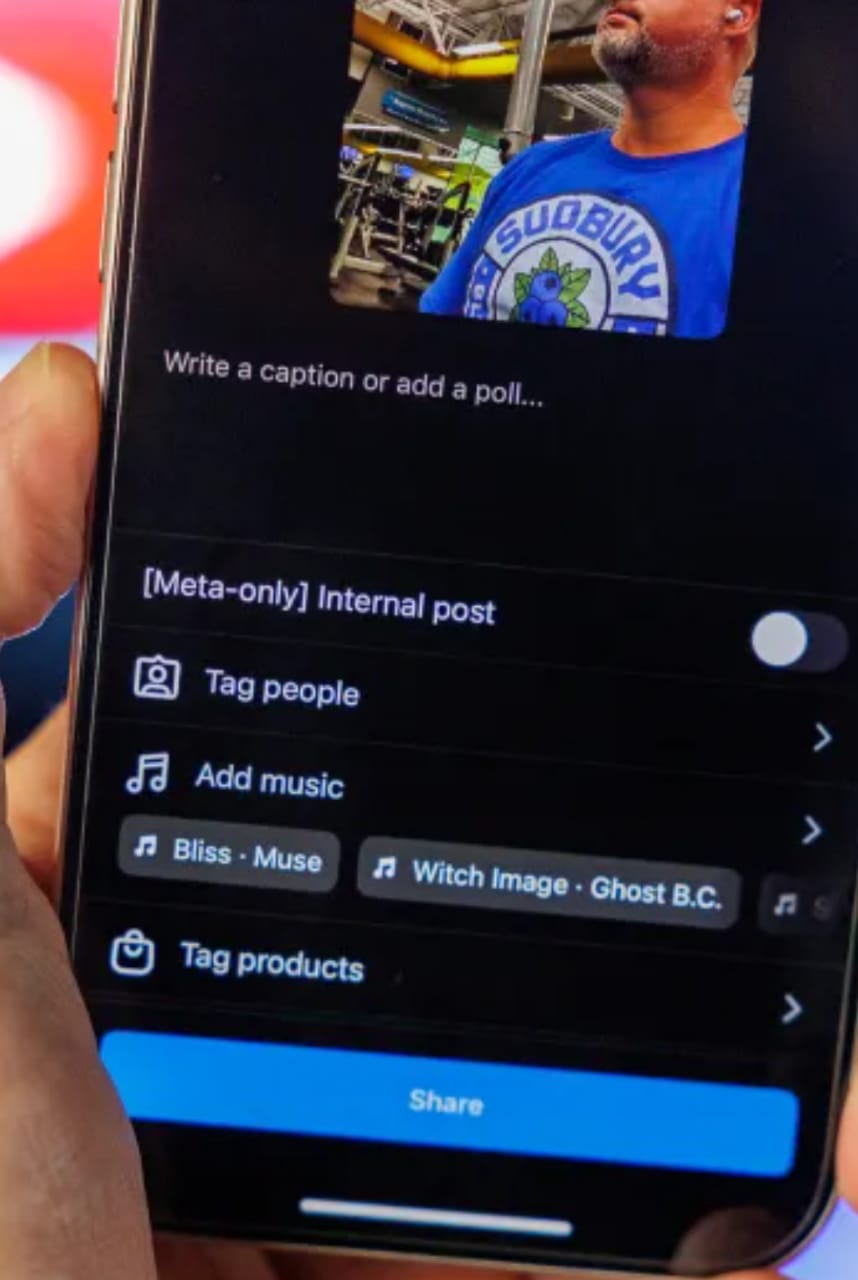 SUDBURY
Write a caption or add a poll...
[Meta-only] Internal post
Tag people
Add music
Bliss · Muse
Witch Image · Ghost B.C.
Tag products
Share